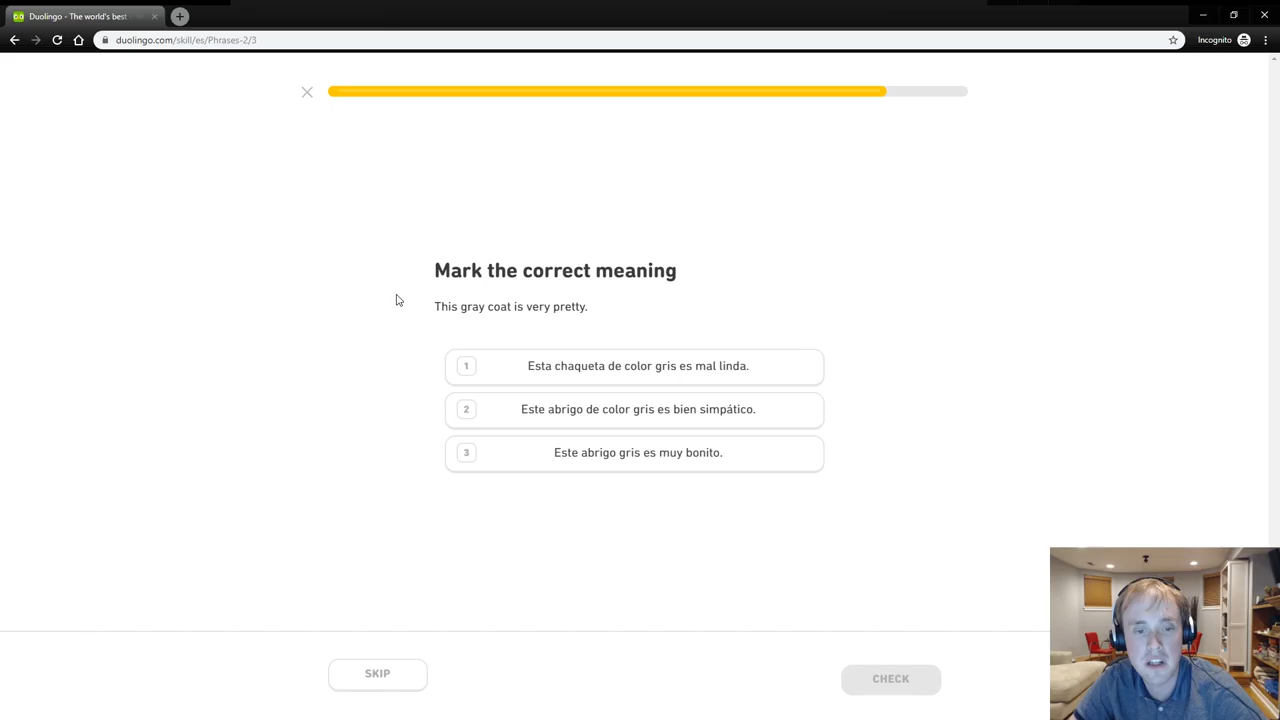 Duolingo - The world's best
duolingo.com/skill/es/Phrases-2/3
Incognito
Mark the correct meaning
This gray coat is very pretty.
1 Esta chaqueta de color gris es mal linda.
2 Este abrigo de color gris es bien simpático.
3 Este abrigo gris es muy bonito.
SKIP
CHECK